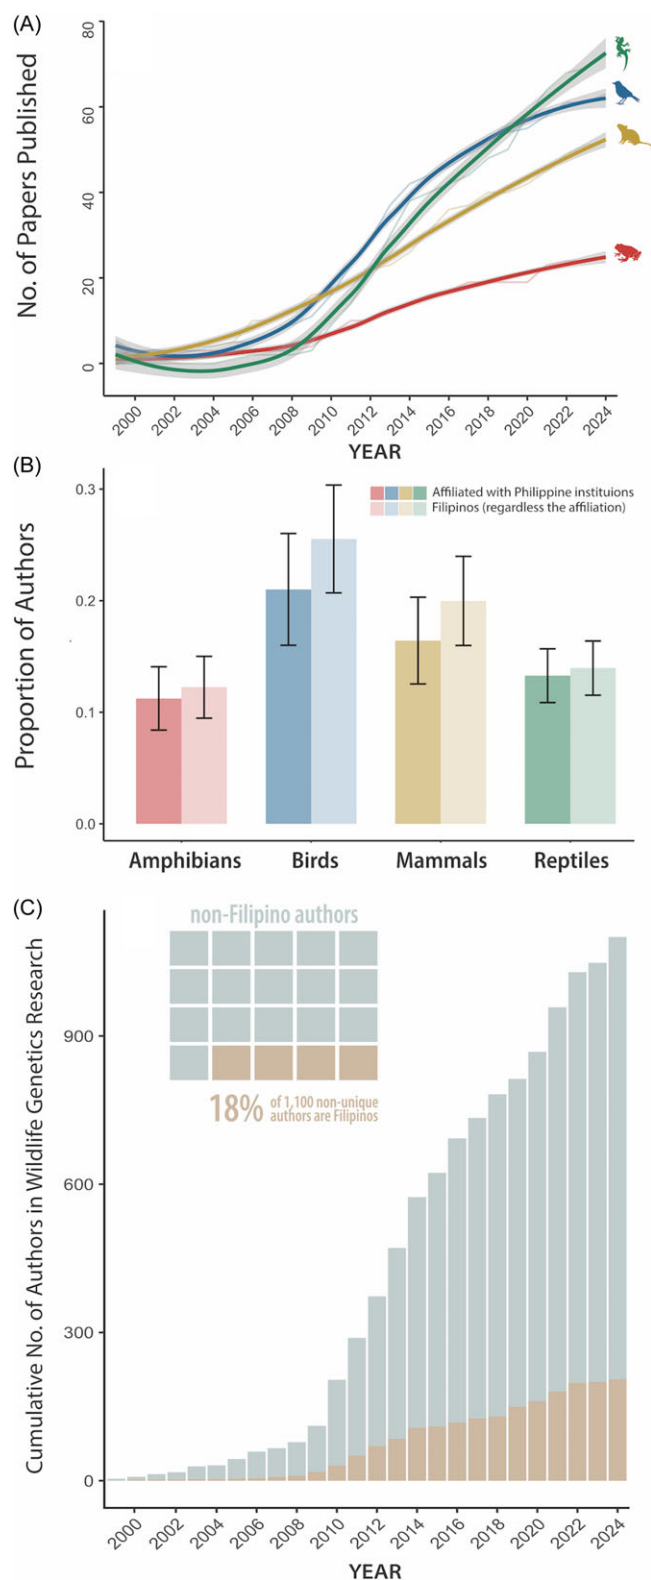 (A)
No. of Papers Published
80
60
40
20
0
2000
2002
2004
2006
2008
2010
2012
2014
2016
2018
2020
2022
2024
YEAR
(B)
Proportion of Authors
0.3
0.2
0.1
0.0
Affiliated with Philippine instituions
Filipinos (regardless the affiliation)
Amphibians
Birds
Mammals
Reptiles
(C)
Cumulative No. of Authors in Wildlife Genetics Research
900
600
300
0
non-Filipino authors
18% of 1,100 non-unique
authors are Filipinos
2000
2002
2004
2006
2008
2010
2012
2014
2016
2018
2020
2022
2024
YEAR